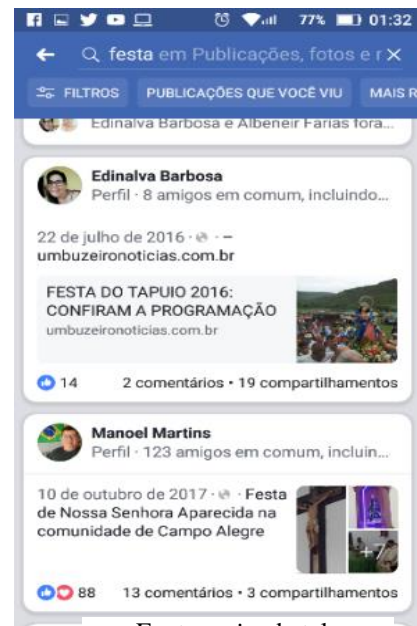 77% 01:32
festa em Publicações, fotos e r
FILTROS PUBLICAÇÕES QUE VOCÊ VIU MAIS R
Edinalva Barbosa e Albeneir Farias fora...
Edinalva Barbosa
Perfil · 8 amigos em comum, incluindo...
22 de julho de 2016 · · –
umbuzeironoticias.com.br
FESTA DO TAPUIO 2016:
CONFIRAM A PROGRAMAÇÃO
umbuzeironoticias.com.br
14 2 comentários • 19 compartilhamentos
Manoel Martins
Perfil · 123 amigos em comum, incluin...
10 de outubro de 2017 · · Festa
de Nossa Senhora Aparecida na
comunidade de Campo Alegre
+7
88 13 comentários • 3 compartilhamentos